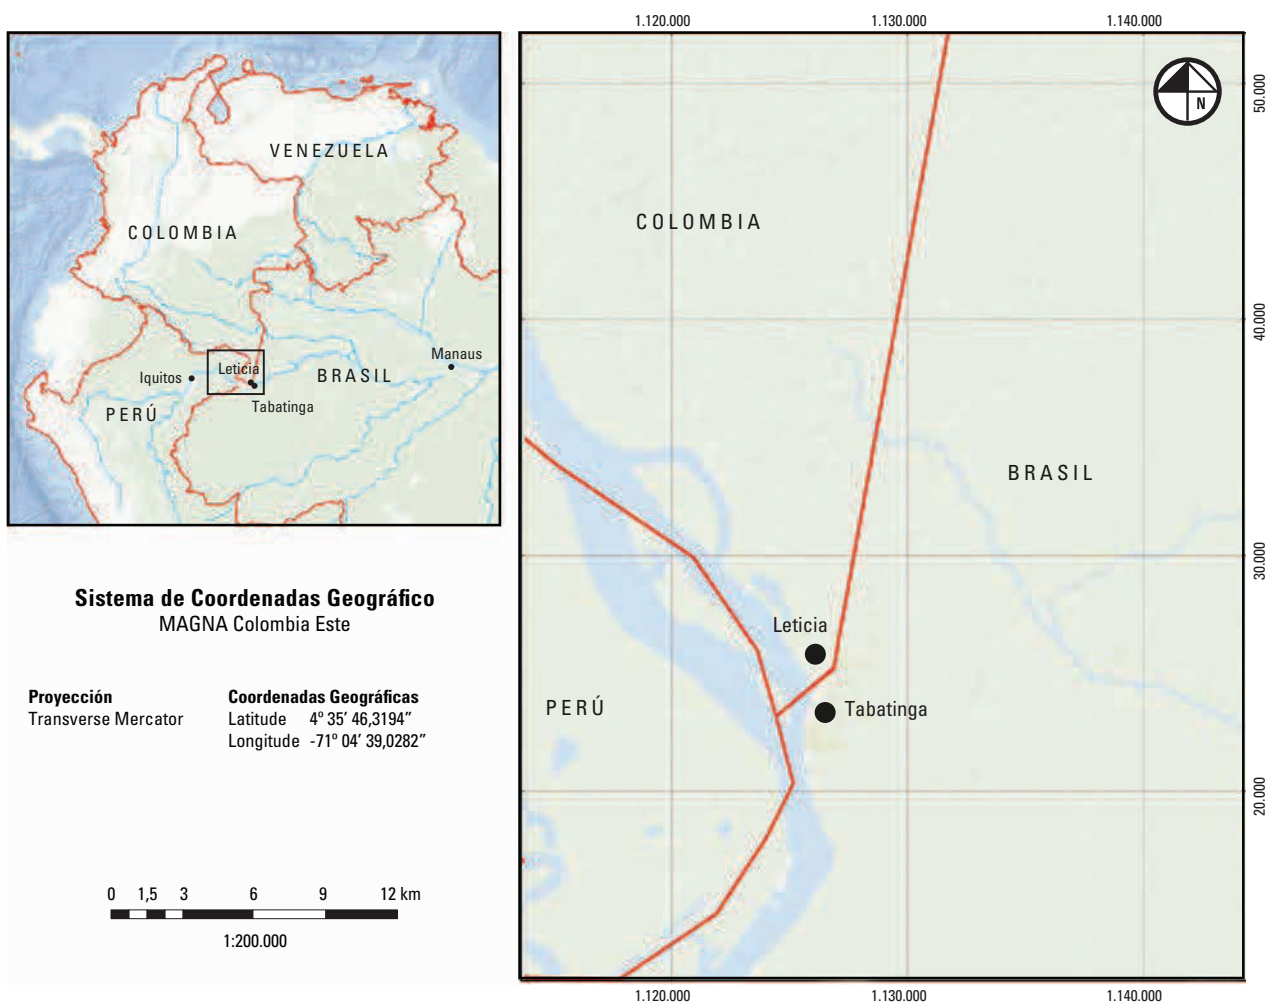 VENEZUELA
COLOMBIA
Manaus
Leticia
Iquitos
BRASIL
Tabatinga
PERÚ
Sistema de Coordenadas Geográfico
MAGNA Colombia Este
Proyección
Transverse Mercator
Coordenadas Geográficas
Latitude 4º 35’ 46,3194”
Longitude -71º 04’ 39,0282”
0 1,5 3 6 9 12 km
1:200.000
1.120.000 1.130.000 1.140.000
N
50.000
COLOMBIA
40.000
BRASIL
30.000
Leticia
PERÚ
Tabatinga
20.000
1.120.000 1.130.000 1.140.000